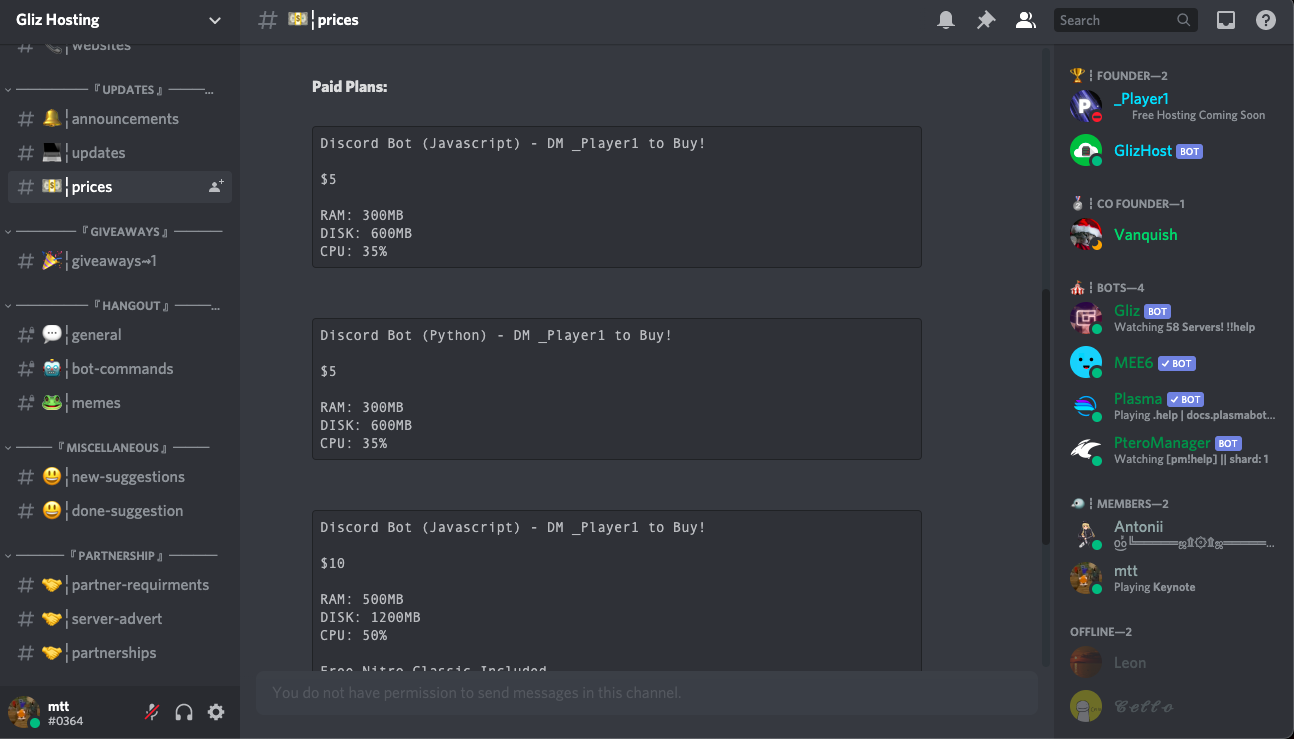 Gliz Hosting
websites
『 UPDATES 』
announcements
updates
prices
『 GIVEAWAYS 』
giveaways⊸1
『 HANGOUT 』
general
bot-commands
memes
『 MISCELLANEOUS 』
new-suggestions
done-suggestion
『 PARTNERSHIP 』
partner-requirments
server-advert
partnerships
mtt
#0364
prices
Search
Paid Plans:
Discord Bot (Javascript) - DM _Player1 to Buy!
$5
RAM: 300MB
DISK: 600MB
CPU: 35%
Discord Bot (Python) - DM _Player1 to Buy!
$5
RAM: 300MB
DISK: 600MB
CPU: 35%
Discord Bot (Javascript) - DM _Player1 to Buy!
$10
RAM: 500MB
DISK: 1200MB
CPU: 50%
Free Nitro Classic Included
You do not have permission to send messages in this channel.
FOUNDER—2
_Player1
Free Hosting Coming Soon
GlizHost BOT
CO FOUNDER—1
Vanquish
BOTS—4
Gliz BOT
Watching 58 Servers! !!help
MEE6 ✓ BOT
Plasma ✓ BOT
Playing .help | docs.plasmabot...
PteroManager BOT
Watching [pm!help] || shard: 1
MEMBERS—2
Antonii
mtt
Playing Keynote
OFFLINE—2
Leon
𝓒𝓮𝓵𝓵𝓸